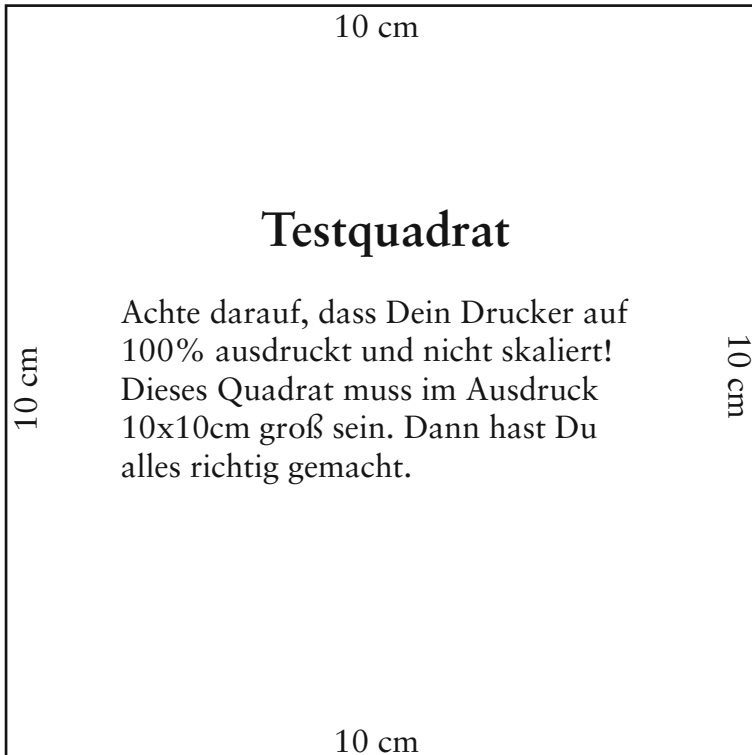 10 cm
Testquadrat
Achte darauf, dass Dein Drucker auf
100% ausdruckt und nicht skaliert!
Dieses Quadrat muss im Ausdruck
10x10cm groß sein. Dann hast Du
alles richtig gemacht.
10 cm
10 cm
10 cm